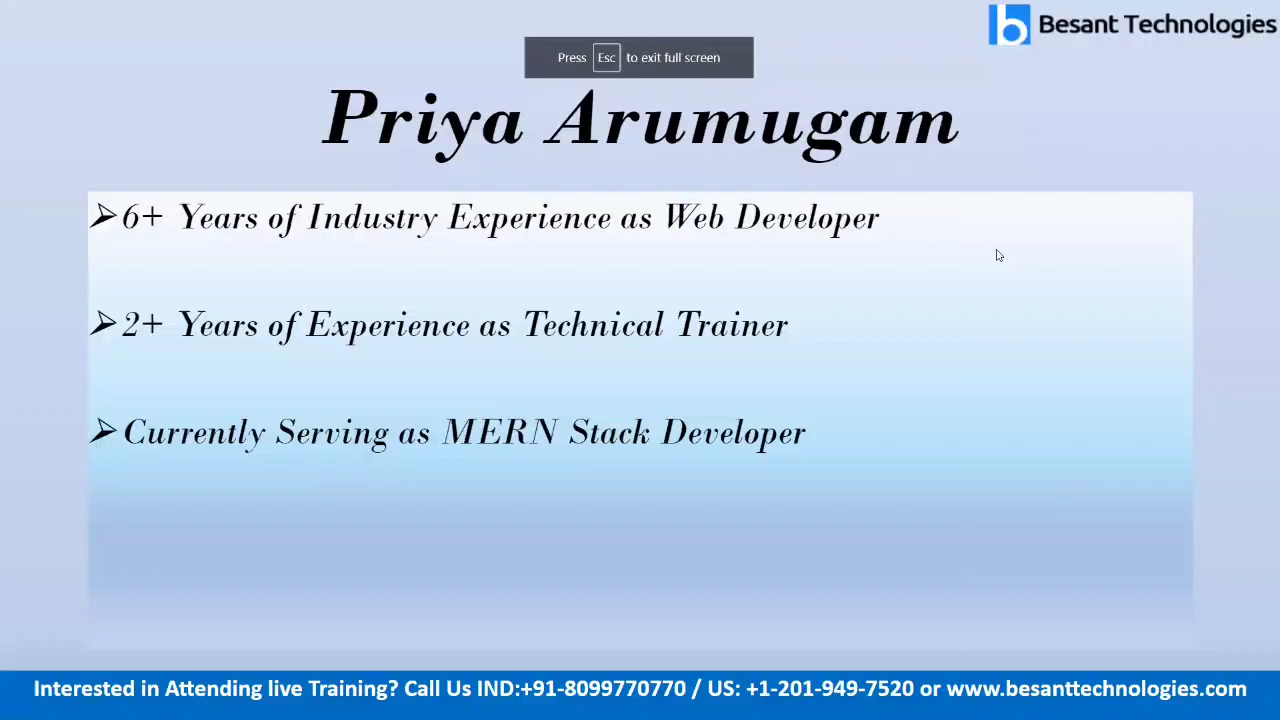 Besant Technologies
Press Esc to exit full screen
Priya Arumugam
6+ Years of Industry Experience as Web Developer
2+ Years of Experience as Technical Trainer
Currently Serving as MERN Stack Developer
Interested in Attending live Training? Call Us IND:+91-8099770770 / US: +1-201-949-7520 or www.besanttechnologies.com